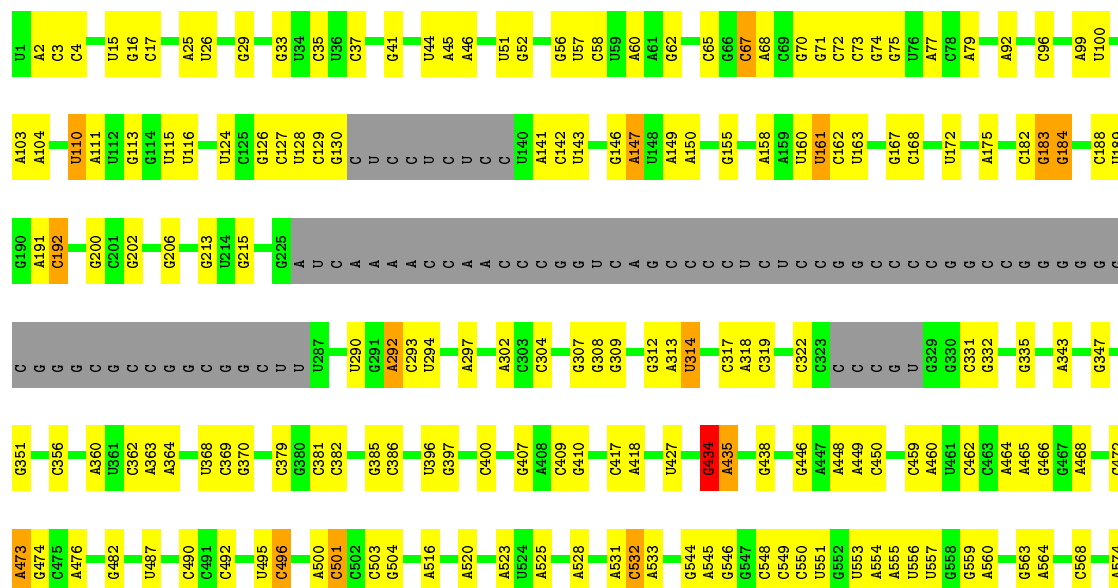 U1 A2 C3 C4 U15 G16 C17 A25 U26 G29 G33 U34 C35 U36 C37 G41 U44 A45 A46 U51 G52 G56 U57 C58 U59 A60 A61 G62 C65 G66 C67 A68 C69 G70 G71 C72 C73 G74 G75 U76 A77 C78 A79 A92 C96 A99 U100
A103 A104 U110 A111 U112 G113 G114 U115 U116 U124 C125 G126 C127 U128 C129 G130 C U C C U C U C C U140 A141 C142 U143 G146 A147 U148 A149 A150 G155 A158 A159 U160 U161 C162 U163 G167 C168 U172 A175 C182 G183 G184 C188 U189
G190 A191 C192 G200 C201 G202 G206 G213 U214 G215 G225 A U C A A A A C C A A C C C G G U C A G C C C C U C U C C C C G G C C G G G G G C
C G G G C G C C G G C U U U287 U290 G291 A292 C293 U294 A297 A302 C303 C304 G307 G308 G309 G312 A313 U314 C317 A318 C319 C322 C323 C C C G U G329 G330 C331 G332 G335 A343 G347
G351 C356 A360 U361 C362 A363 A364 U368 C369 G370 C379 G380 C381 C382 G385 C386 U396 G397 C400 G407 A408 C409 G410 C417 A418 U427 G434 A435 G438 G446 A447 A448 A449 C450 C459 A460 U461 C462 C463 A464 A465 G466 G467 A468 C472
A473 G474 C475 A476 G482 U487 C490 C491 C492 U495 C496 A500 C501 C502 C503 G504 A516 A520 A523 U524 A525 A528 A531 C532 A533 G544 A545 G546 G547 C548 C549 C550 U551 G552 U553 A554 A555 U556 U557 G558 G559 A560 G563 A564 C568 A574